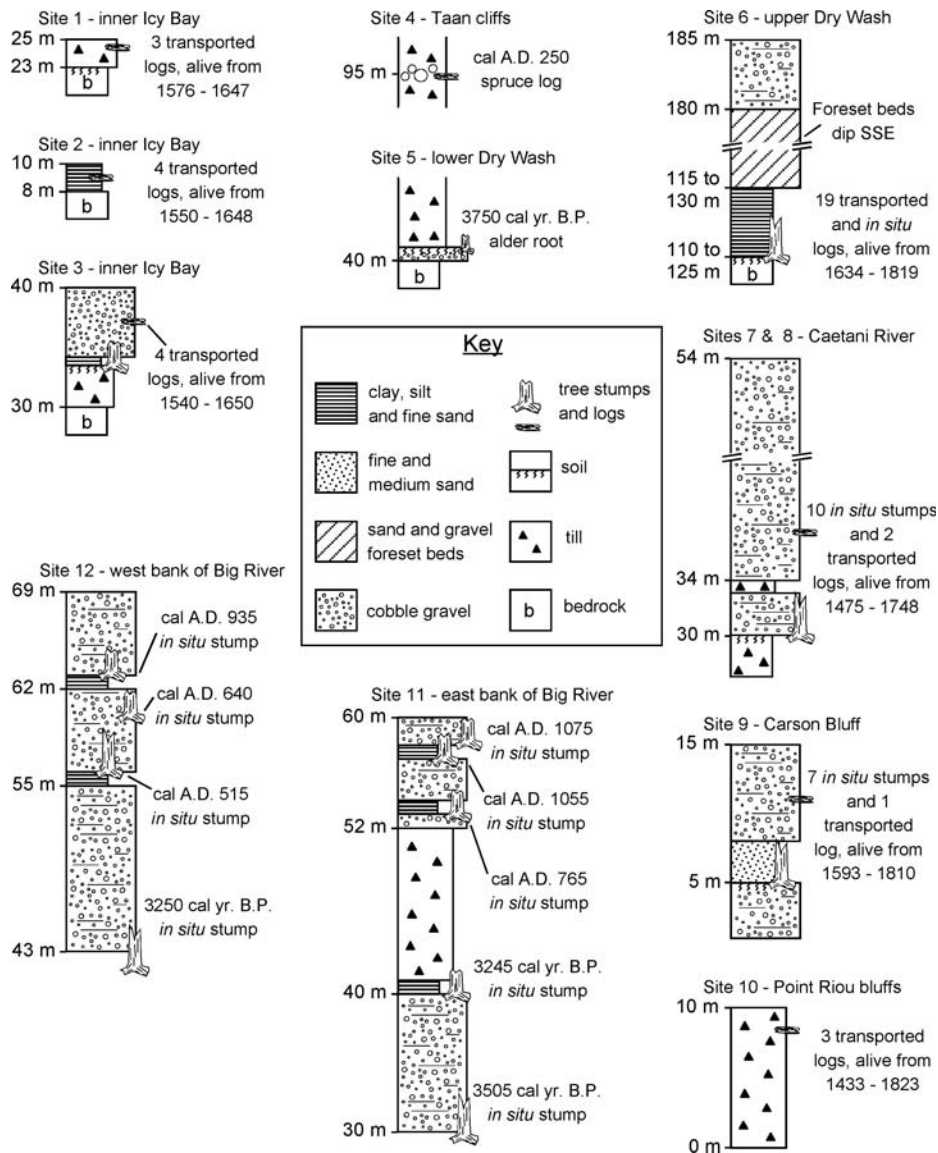 Site 1 - inner Icy Bay
25 m
23 m
b
3 transported
logs, alive from
1576 - 1647
Site 2 - inner Icy Bay
10 m
8 m
b
4 transported
logs, alive from
1550 - 1648
Site 3 - inner Icy Bay
40 m
30 m
b
4 transported
logs, alive from
1540 - 1650
Site 4 - Taan cliffs
95 m
cal A.D. 250
spruce log
Site 5 - lower Dry Wash
40 m
b
3750 cal yr. B.P.
alder root
Site 6 - upper Dry Wash
185 m
180 m
115 to
130 m
110 to
125 m
b
Foreset beds
dip SSE
19 transported
and in situ
logs, alive from
1634 - 1819
Key
clay, silt
and fine sand
fine and
medium sand
sand and gravel
foreset beds
cobble gravel
tree stumps
and logs
soil
till
b
bedrock
Sites 7 & 8 - Caetani River
54 m
34 m
30 m
10 in situ stumps
and 2
transported
logs, alive from
1475 - 1748
Site 12 - west bank of Big River
69 m
62 m
55 m
43 m
cal A.D. 935
in situ stump
cal A.D. 640
in situ stump
cal A.D. 515
in situ stump
3250 cal yr. B.P.
in situ stump
Site 11 - east bank of Big River
60 m
52 m
40 m
30 m
cal A.D. 1075
in situ stump
cal A.D. 1055
in situ stump
cal A.D. 765
in situ stump
3245 cal yr. B.P.
in situ stump
3505 cal yr. B.P.
in situ stump
Site 9 - Carson Bluff
15 m
5 m
7 in situ stumps
and 1
transported
log, alive from
1593 - 1810
Site 10 - Point Riou bluffs
10 m
0 m
3 transported
logs, alive from
1433 - 1823